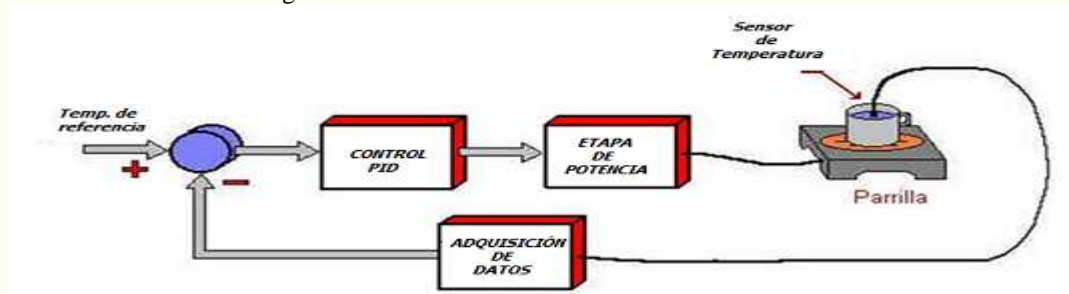 Sensor
de
Temperatura
Temp. de
referencia
+
−
CONTROL
PID
ETAPA
DE
POTENCIA
Parrilla
ADQUISICIÓN
DE
DATOS